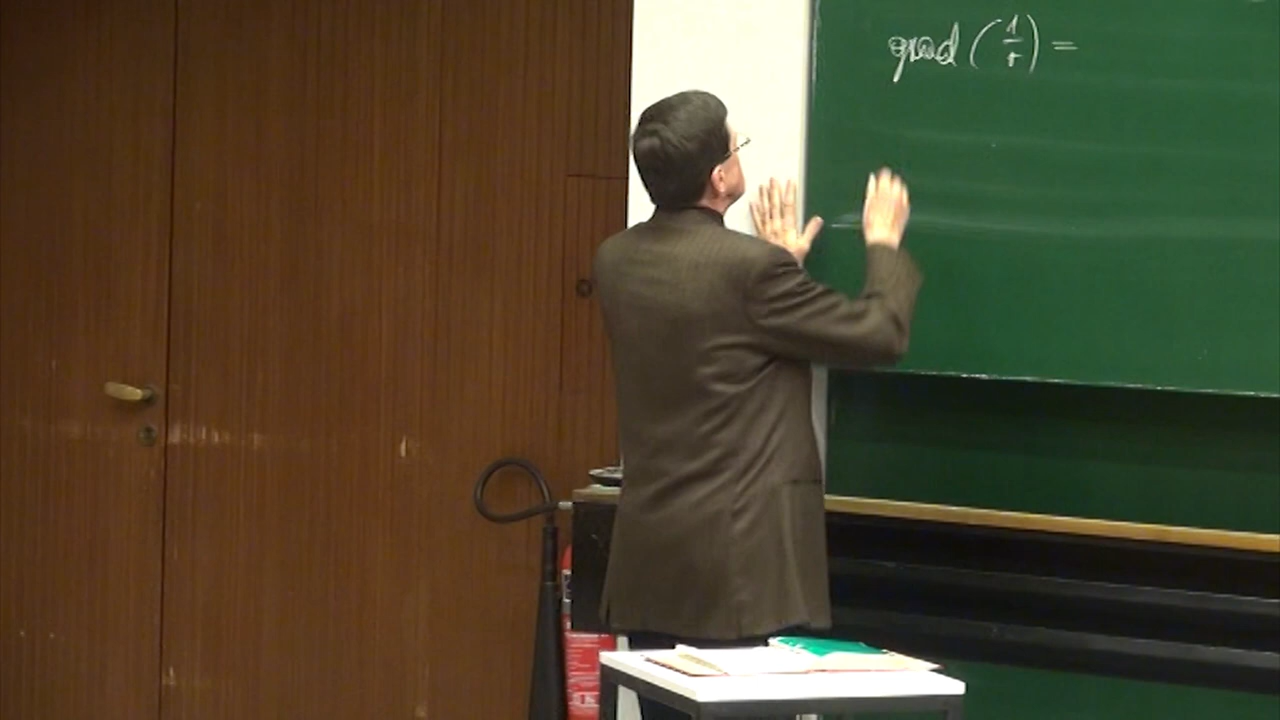 grad (1/r) =